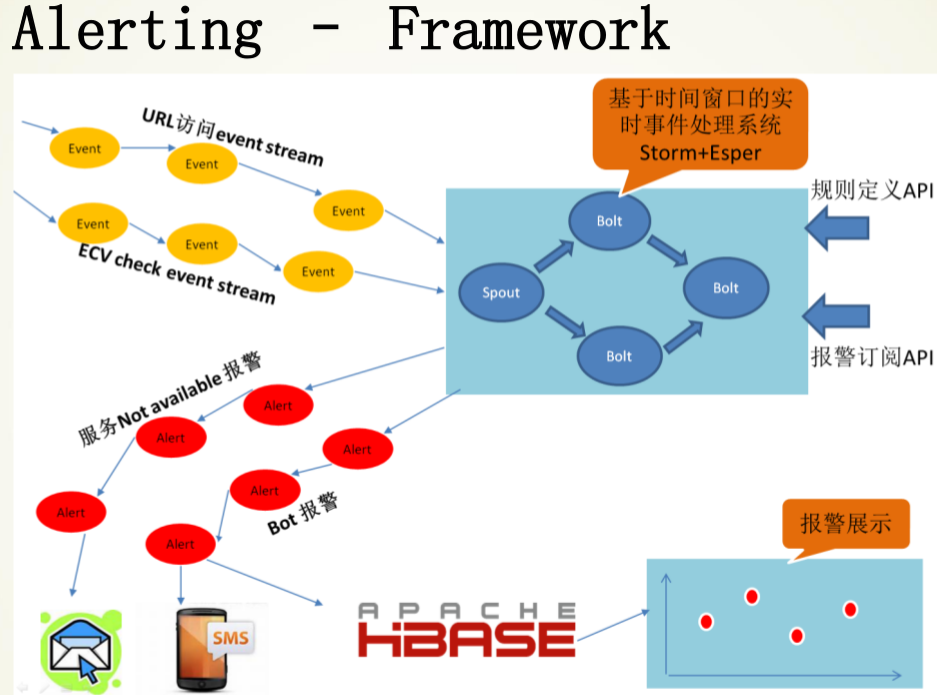 Alerting - Framework
URL访问event stream
Event
Event
Event
Event
Event
Event
ECV check event stream
基于时间窗口的实
时事件处理系统
Storm+Esper
规则定义API
Bolt
Spout
Bolt
Bolt
报警订阅API
服务Not available 报警
Alert
Alert
Alert
Alert
Alert
Alert
Bot 报警
报警展示
SMS
APACHE
HBASE